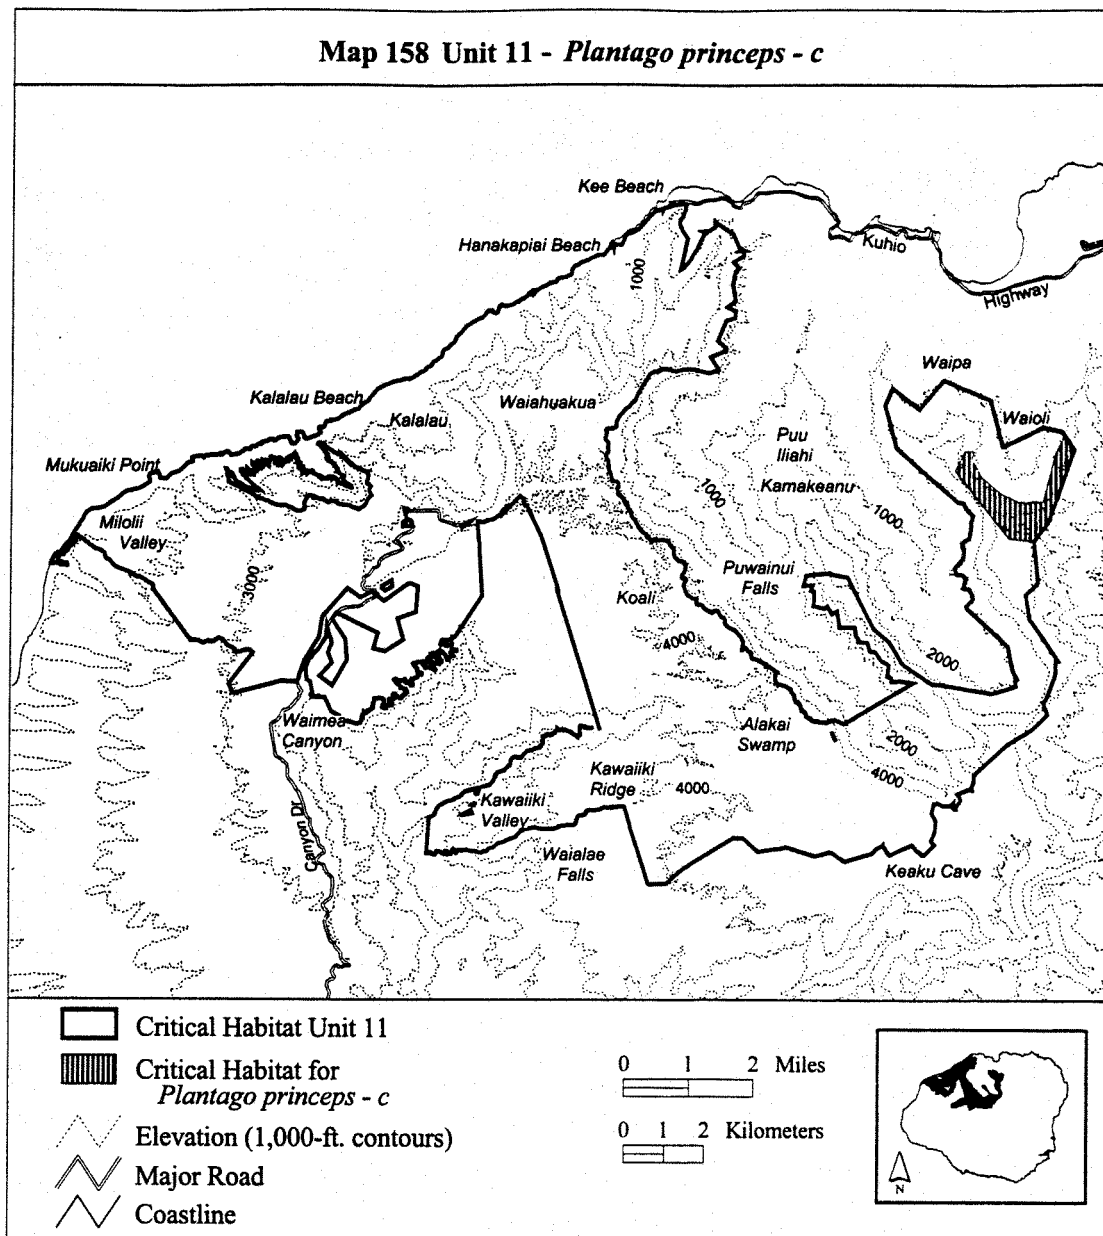 Map 158 Unit 11 - Plantago princeps - c
Kee Beach
Hanakapiai Beach
Kuhio
Highway
1000
Waipa
Kalalau Beach
Waiahuakua
Waioli
Kalalau
Puu
Iliahi
Mukuaiki Point
Kamakeanu
1000
1000
Milolii
Valley
3000
Puwainui
Falls
Koali
4000
2000
Waimea
Canyon
Alakai
Swamp
2000
4000
Kawaiiki
Ridge
4000
Kawaiiki
Valley
Canyon Dr
Waialae
Falls
Keaku Cave
Critical Habitat Unit 11
Critical Habitat for
Plantago princeps - c
Elevation (1,000-ft. contours)
Major Road
Coastline
0 1 2 Miles
0 1 2 Kilometers
N